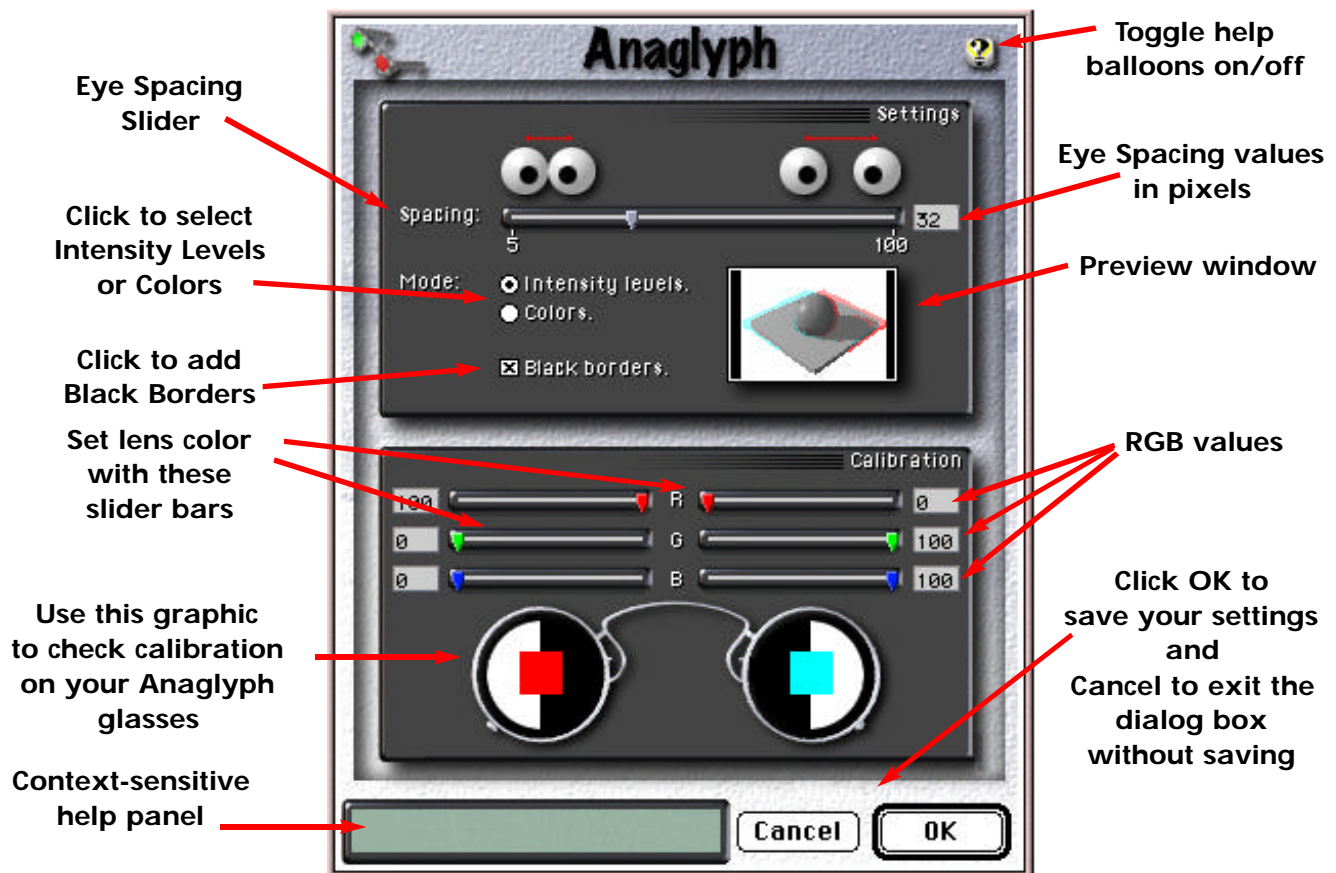 Anaglyph
?
Toggle help
balloons on/off
Eye Spacing
Slider
Settings
Eye Spacing values
in pixels
Spacing:
32
5
100
Click to select
Intensity Levels
or Colors
Mode:
Intensity levels.
Colors.
Preview window
Click to add
Black Borders
Black borders.
Set lens color
with these
slider bars
Calibration
RGB values
100
R
0
0
G
100
0
B
100
Use this graphic
to check calibration
on your Anaglyph
glasses
Click OK to
save your settings
and
Cancel to exit the
dialog box
without saving
Context-sensitive
help panel
Cancel
OK